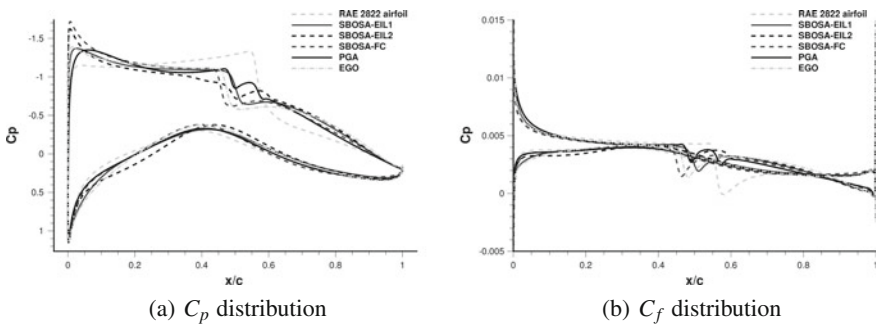 RAE 2822 airfoil
SBOSA-EIL1
SBOSA-EIL2
SBOSA-FC
PGA
EGO
-1.5
-1
-0.5
0
0.5
1
Cp
0
0.2
0.4
0.6
0.8
1
x/c
(a) Cp distribution
RAE 2822 airfoil
SBOSA-EIL1
SBOSA-EIL2
SBOSA-FC
PGA
EGO
0.015
0.01
0.005
0
-0.005
Cf
0
0.2
0.4
0.6
0.8
1
x/c
(b) Cf distribution